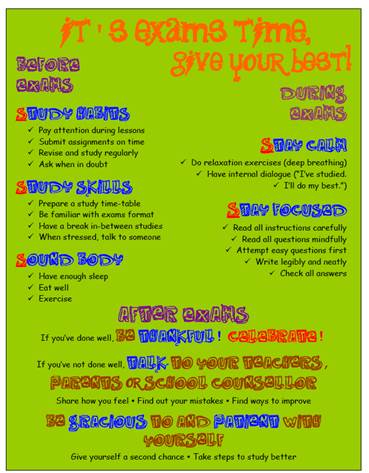 IT'S EXAMS TIME,
GIVE YOUR BEST!
BEFORE
EXAMS
STUDY HABITS
✓ Pay attention during lessons
✓ Submit assignments on time
✓ Revise and study regularly
✓ Ask when in doubt
STUDY SKILLS
✓ Prepare a study time-table
✓ Be familiar with exams format
✓ Have a break in-between studies
✓ When stressed, talk to someone
SOUND BODY
✓ Have enough sleep
✓ Eat well
✓ Exercise
DURING
EXAMS
STAY CALM
✓ Do relaxation exercises (deep breathing)
✓ Have internal dialogue ("I've studied.
✓ I'll do my best.")
STAY FOCUSED
✓ Read all instructions carefully
✓ Read all questions mindfully
✓ Attempt easy questions first
✓ Write legibly and neatly
✓ Check all answers
AFTER EXAMS
If you've done well, BE THANKFUL! CELEBRATE!
If you've not done well, TALK TO YOUR TEACHERS,
PARENTS OR SCHOOL COUNSELLOR
Share how you feel • Find out your mistakes • Find ways to improve
BE GRACIOUS TO AND PATIENT WITH
YOURSELF
Give yourself a second chance • Take steps to study better